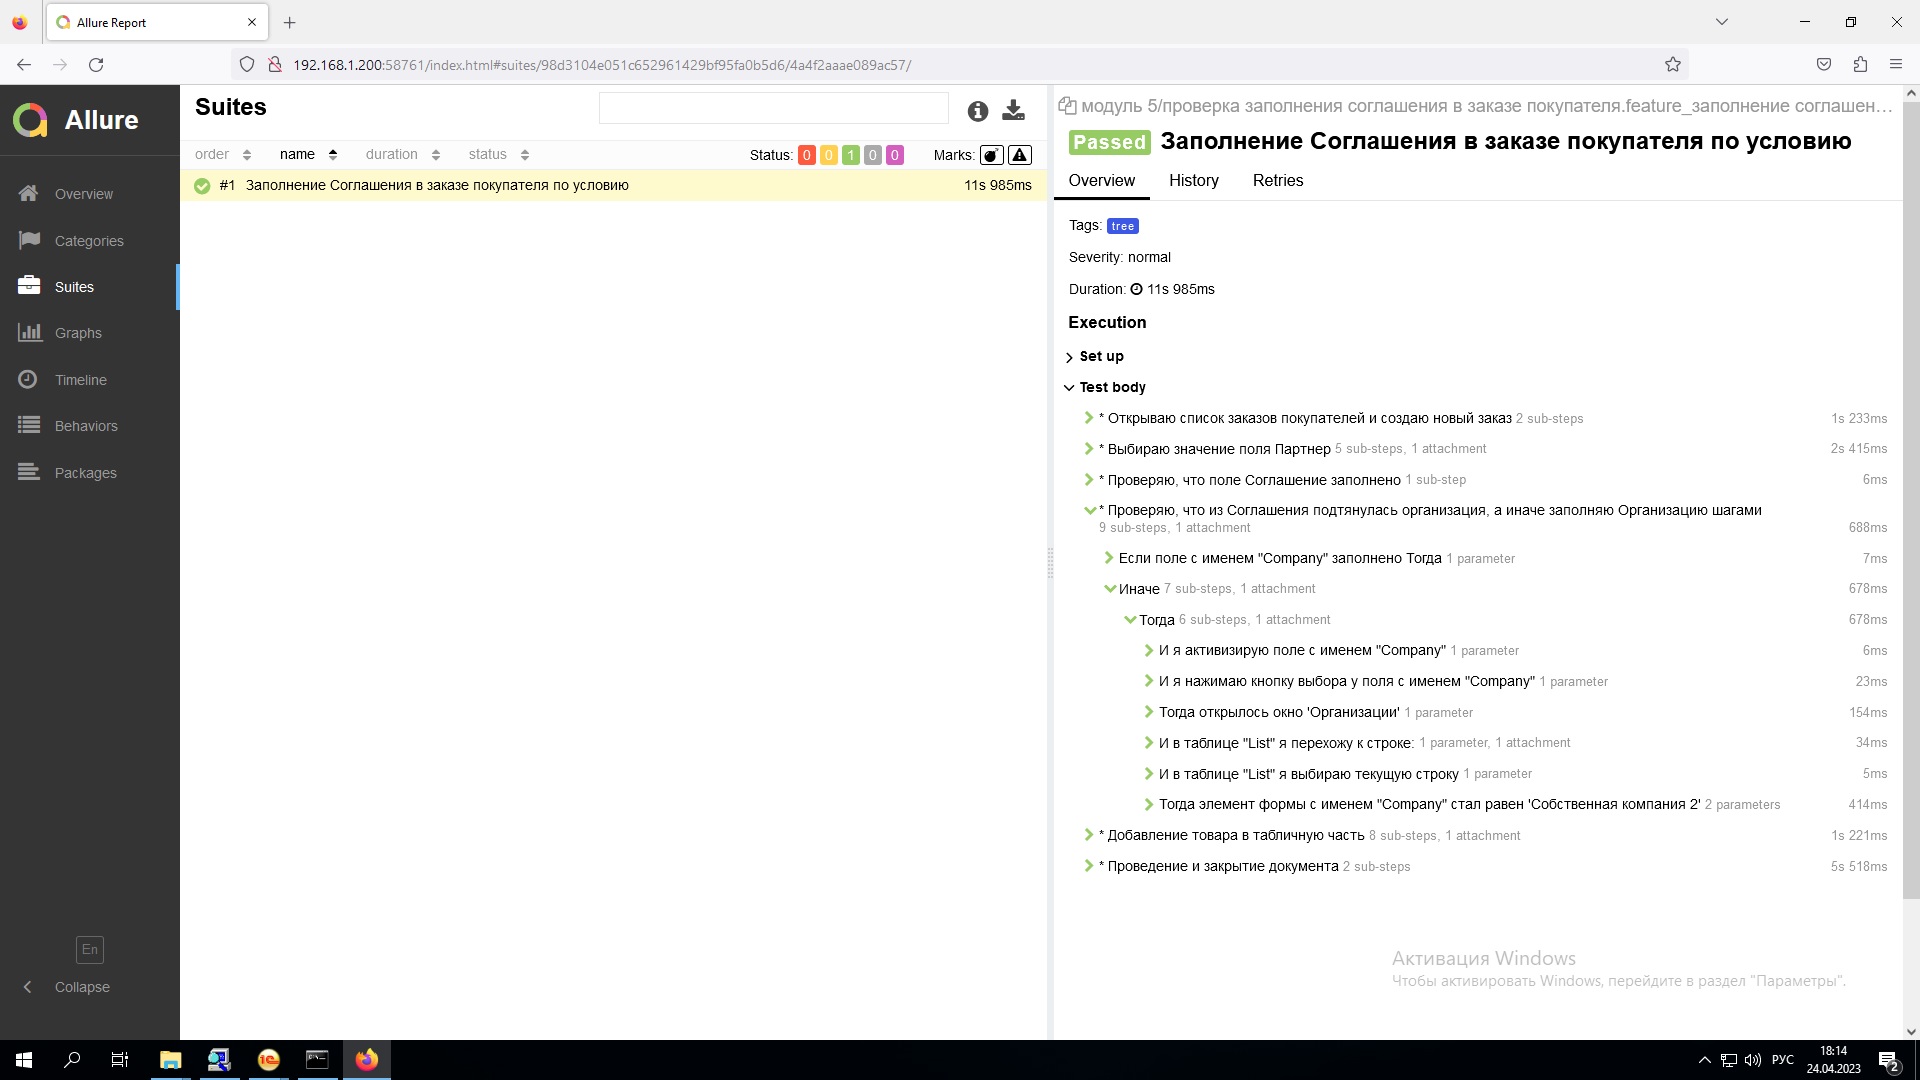 Allure Report
192.168.1.200:58761/index.html#suites/98d3104e051c652961429bf95fa0b5d6/4a4f2aaae089ac57/
Allure
Overview
Categories
Suites
Graphs
Timeline
Behaviors
Packages
En
Collapse
Suites
order name duration status Status: 0 0 1 0 0 Marks:
#1 Заполнение Соглашения в заказе покупателя по условию 11s 985ms
модуль 5/проверка заполнения соглашения в заказе покупателя.feature_заполнение соглашен...
Passed Заполнение Соглашения в заказе покупателя по условию
Overview History Retries
Tags: tree
Severity: normal
Duration: 11s 985ms
Execution
Set up
Test body
* Открываю список заказов покупателей и создаю новый заказ 2 sub-steps 1s 233ms
* Выбираю значение поля Партнер 5 sub-steps, 1 attachment 2s 415ms
* Проверяю, что поле Соглашение заполнено 1 sub-step 6ms
* Проверяю, что из Соглашения подтянулась организация, а иначе заполняю Организацию шагами
9 sub-steps, 1 attachment 688ms
Если поле с именем "Company" заполнено Тогда 1 parameter 7ms
Иначе 7 sub-steps, 1 attachment 678ms
Тогда 6 sub-steps, 1 attachment 678ms
И я активизирую поле с именем "Company" 1 parameter 6ms
И я нажимаю кнопку выбора у поля с именем "Company" 1 parameter 23ms
Тогда открылось окно 'Организации' 1 parameter 154ms
И в таблице "List" я перехожу к строке: 1 parameter, 1 attachment 34ms
И в таблице "List" я выбираю текущую строку 1 parameter 5ms
Тогда элемент формы с именем "Company" стал равен 'Собственная компания 2' 2 parameters 414ms
* Добавление товара в табличную часть 8 sub-steps, 1 attachment 1s 221ms
* Проведение и закрытие документа 2 sub-steps 5s 518ms
Активация Windows
Чтобы активировать Windows, перейдите в раздел "Параметры".
РУС
18:14
24.04.2023
2